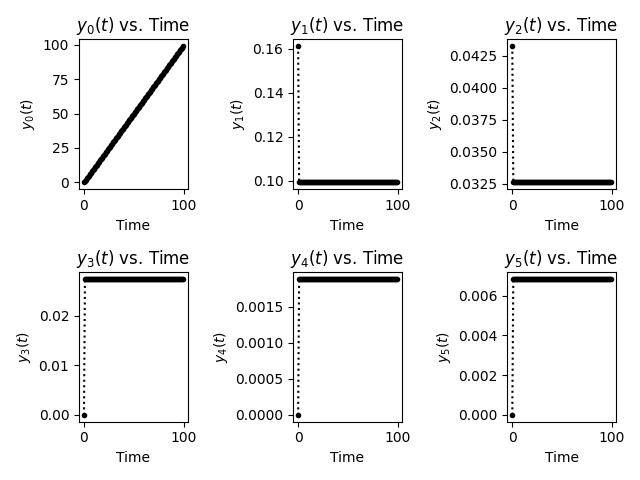 y₀(t) vs. Time
y₁(t) vs. Time
y₂(t) vs. Time
100
75
50
25
0
y₀(t)
0 100
Time
0.16
0.14
0.12
0.10
y₁(t)
0 100
Time
0.0425
0.0400
0.0375
0.0350
0.0325
y₂(t)
0 100
Time
y₃(t) vs. Time
y₄(t) vs. Time
y₅(t) vs. Time
0.02
0.01
0.00
y₃(t)
0 100
Time
0.0015
0.0010
0.0005
0.0000
y₄(t)
0 100
Time
0.006
0.004
0.002
0.000
y₅(t)
0 100
Time